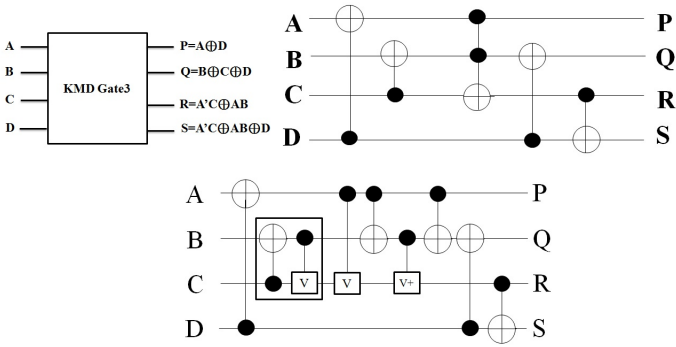 A P=A⊕D
B Q=B⊕C⊕D
KMD Gate3
C R=A'C⊕AB
D S=A'C⊕AB⊕D
A P
B Q
C R
D S
A P
B Q
C V V V+ R
D S